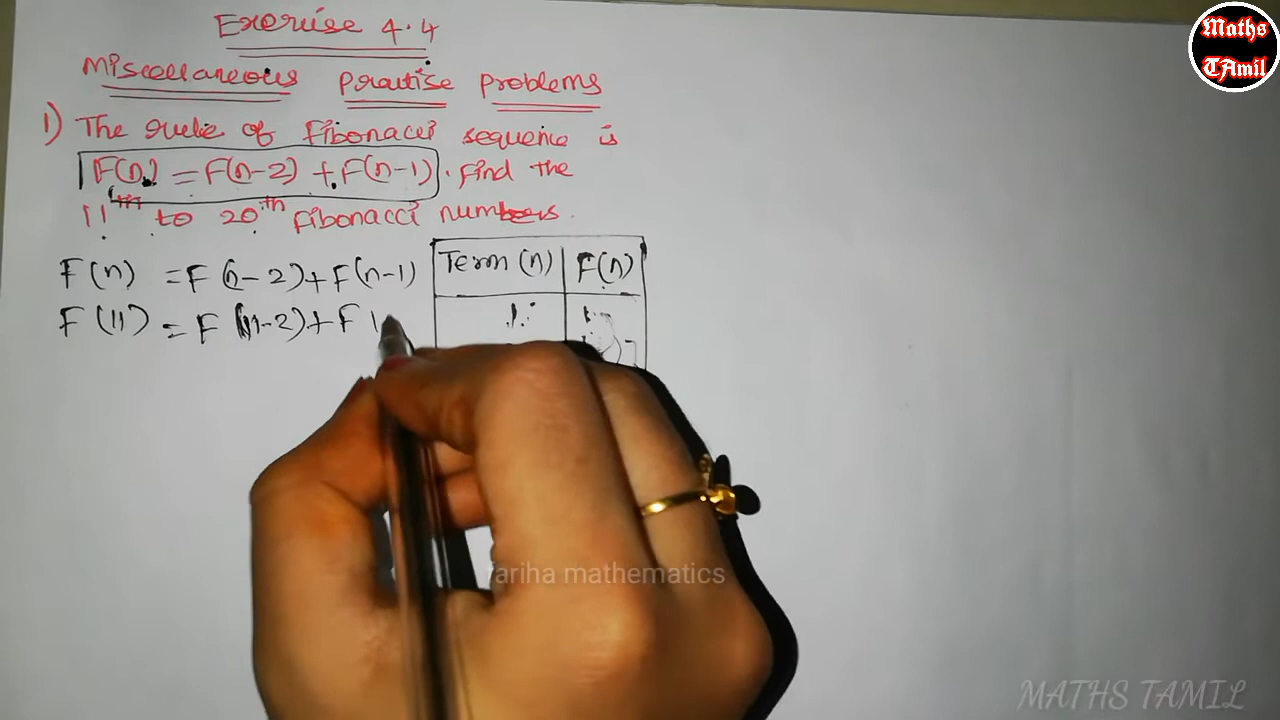 Maths
TAmil
Exercise 4.4
Miscellaneous Practise Problems
1) The rule of Fibonacci sequence is
F(n) = F(n-2) + F(n-1). Find the
11th to 20th Fibonacci numbers.
F(n) = F(n-2) + F(n-1)
F(11) = F(11-2) + F
Term (n) F(n)
fariha mathematics
MATHS TAMIL